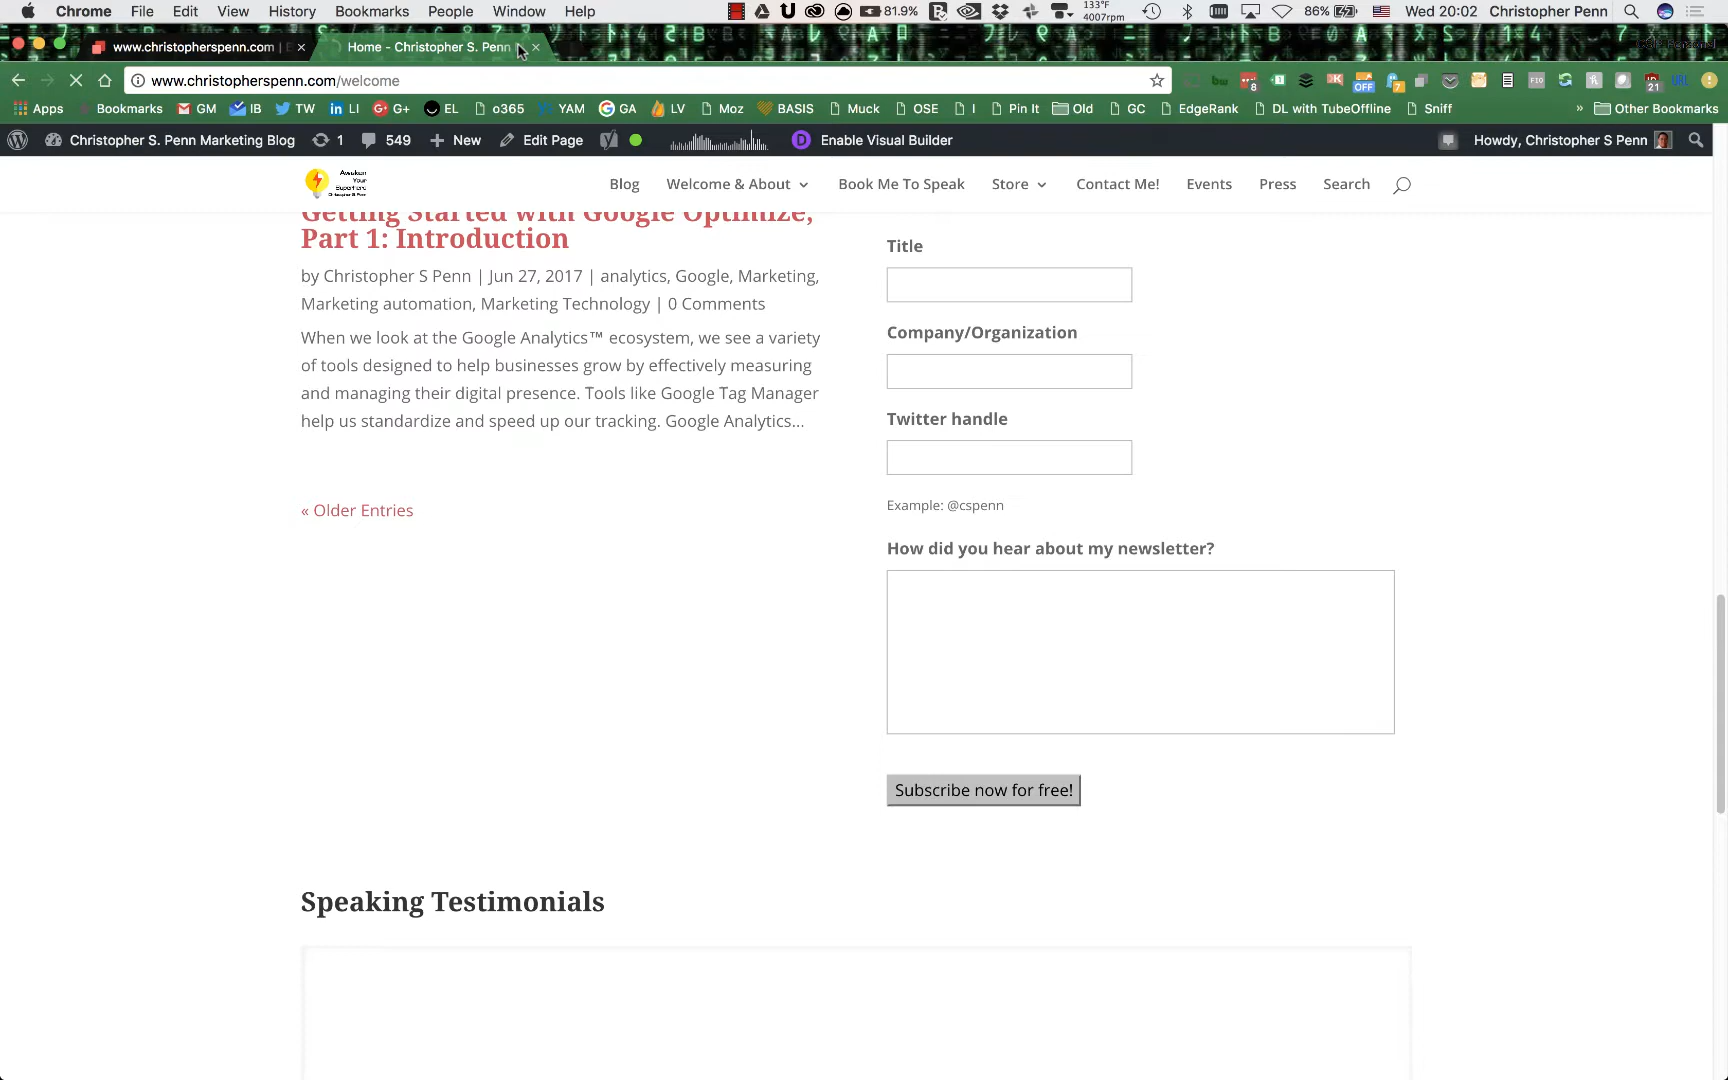 Chrome File Edit View History Bookmarks People Window Help 81.9% 133°F 4007rpm 86% Wed 20:02 Christopher Penn
www.christopherspenn.com | E Home - Christopher S. Penn
www.christopherspenn.com/welcome
Apps Bookmarks GM IB TW LI G+ EL o365 YAM GA LV Moz BASIS Muck OSE I Pin It Old GC EdgeRank DL with TubeOffline Sniff » Other Bookmarks
Christopher S. Penn Marketing Blog 1 549 New Edit Page Enable Visual Builder Howdy, Christopher S Penn
Awaken Your Superhero
Blog Welcome & About Book Me To Speak Store Contact Me! Events Press Search
Getting Started with Google Optimize,
Part 1: Introduction
by Christopher S Penn | Jun 27, 2017 | analytics, Google, Marketing,
Marketing automation, Marketing Technology | 0 Comments
When we look at the Google Analytics™ ecosystem, we see a variety
of tools designed to help businesses grow by effectively measuring
and managing their digital presence. Tools like Google Tag Manager
help us standardize and speed up our tracking. Google Analytics...
« Older Entries
Title
Company/Organization
Twitter handle
Example: @cspenn
How did you hear about my newsletter?
Subscribe now for free!
Speaking Testimonials